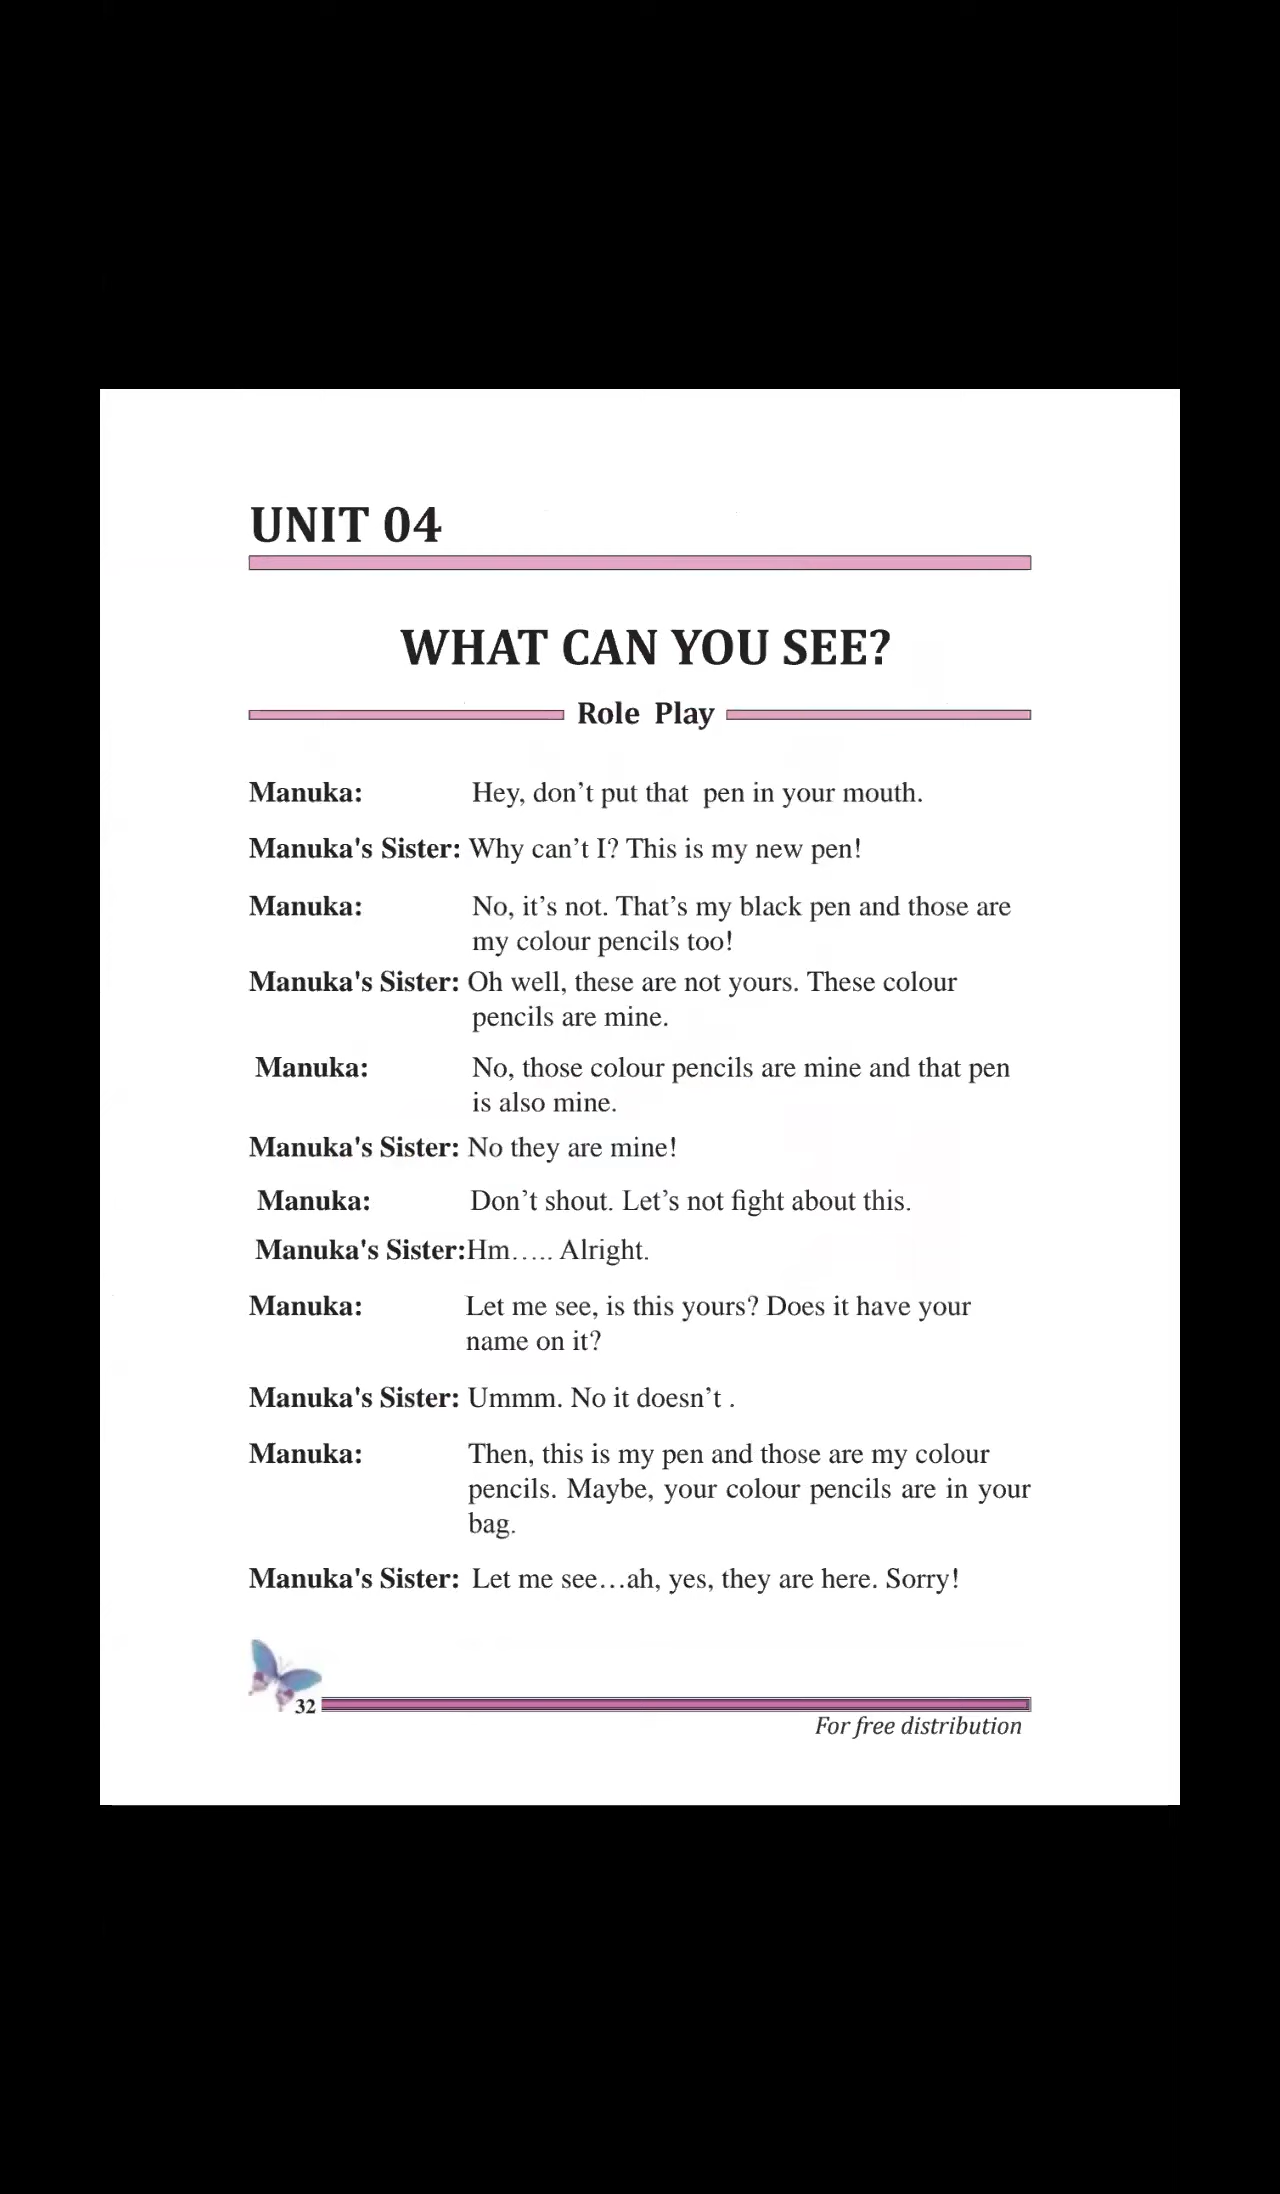 UNIT 04
WHAT CAN YOU SEE?
Role Play
Manuka: Hey, don’t put that pen in your mouth.
Manuka's Sister: Why can’t I? This is my new pen!
Manuka: No, it’s not. That’s my black pen and those are
my colour pencils too!
Manuka's Sister: Oh well, these are not yours. These colour
pencils are mine.
Manuka: No, those colour pencils are mine and that pen
is also mine.
Manuka's Sister: No they are mine!
Manuka: Don’t shout. Let’s not fight about this.
Manuka's Sister:Hm….. Alright.
Manuka: Let me see, is this yours? Does it have your
name on it?
Manuka's Sister: Ummm. No it doesn’t .
Manuka: Then, this is my pen and those are my colour
pencils. Maybe, your colour pencils are in your
bag.
Manuka's Sister: Let me see…ah, yes, they are here. Sorry!
32
For free distribution